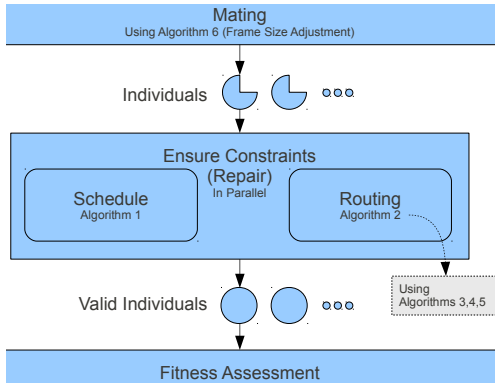 Mating
Using Algorithm 6 (Frame Size Adjustment)
Individuals
Ensure Constraints
(Repair)
In Parallel
Schedule
Algorithm 1
Routing
Algorithm 2
Using
Algorithms 3,4,5
Valid Individuals
Fitness Assessment